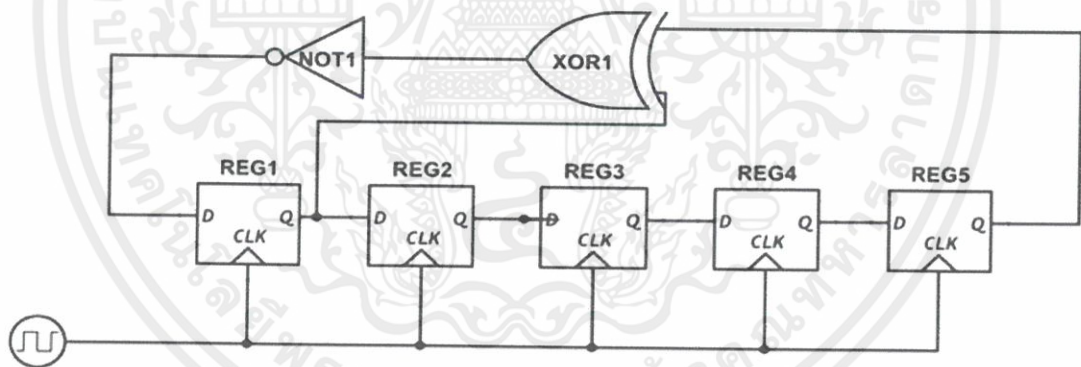 NOT1
XOR1
REG1
REG2
REG3
REG4
REG5
D Q
CLK
D Q
CLK
D Q
CLK
D Q
CLK
D Q
CLK